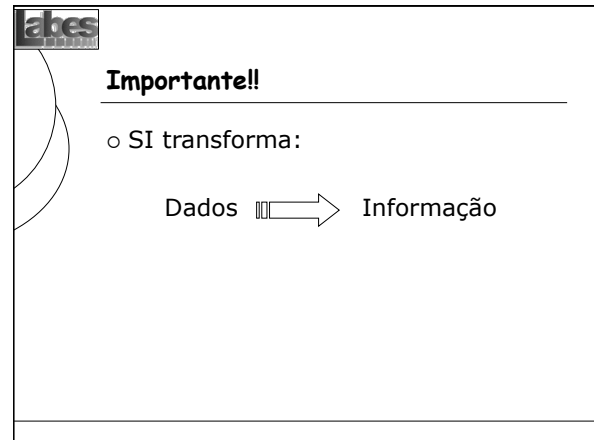 Labes
Importante!!
SI transforma:
Dados Informação